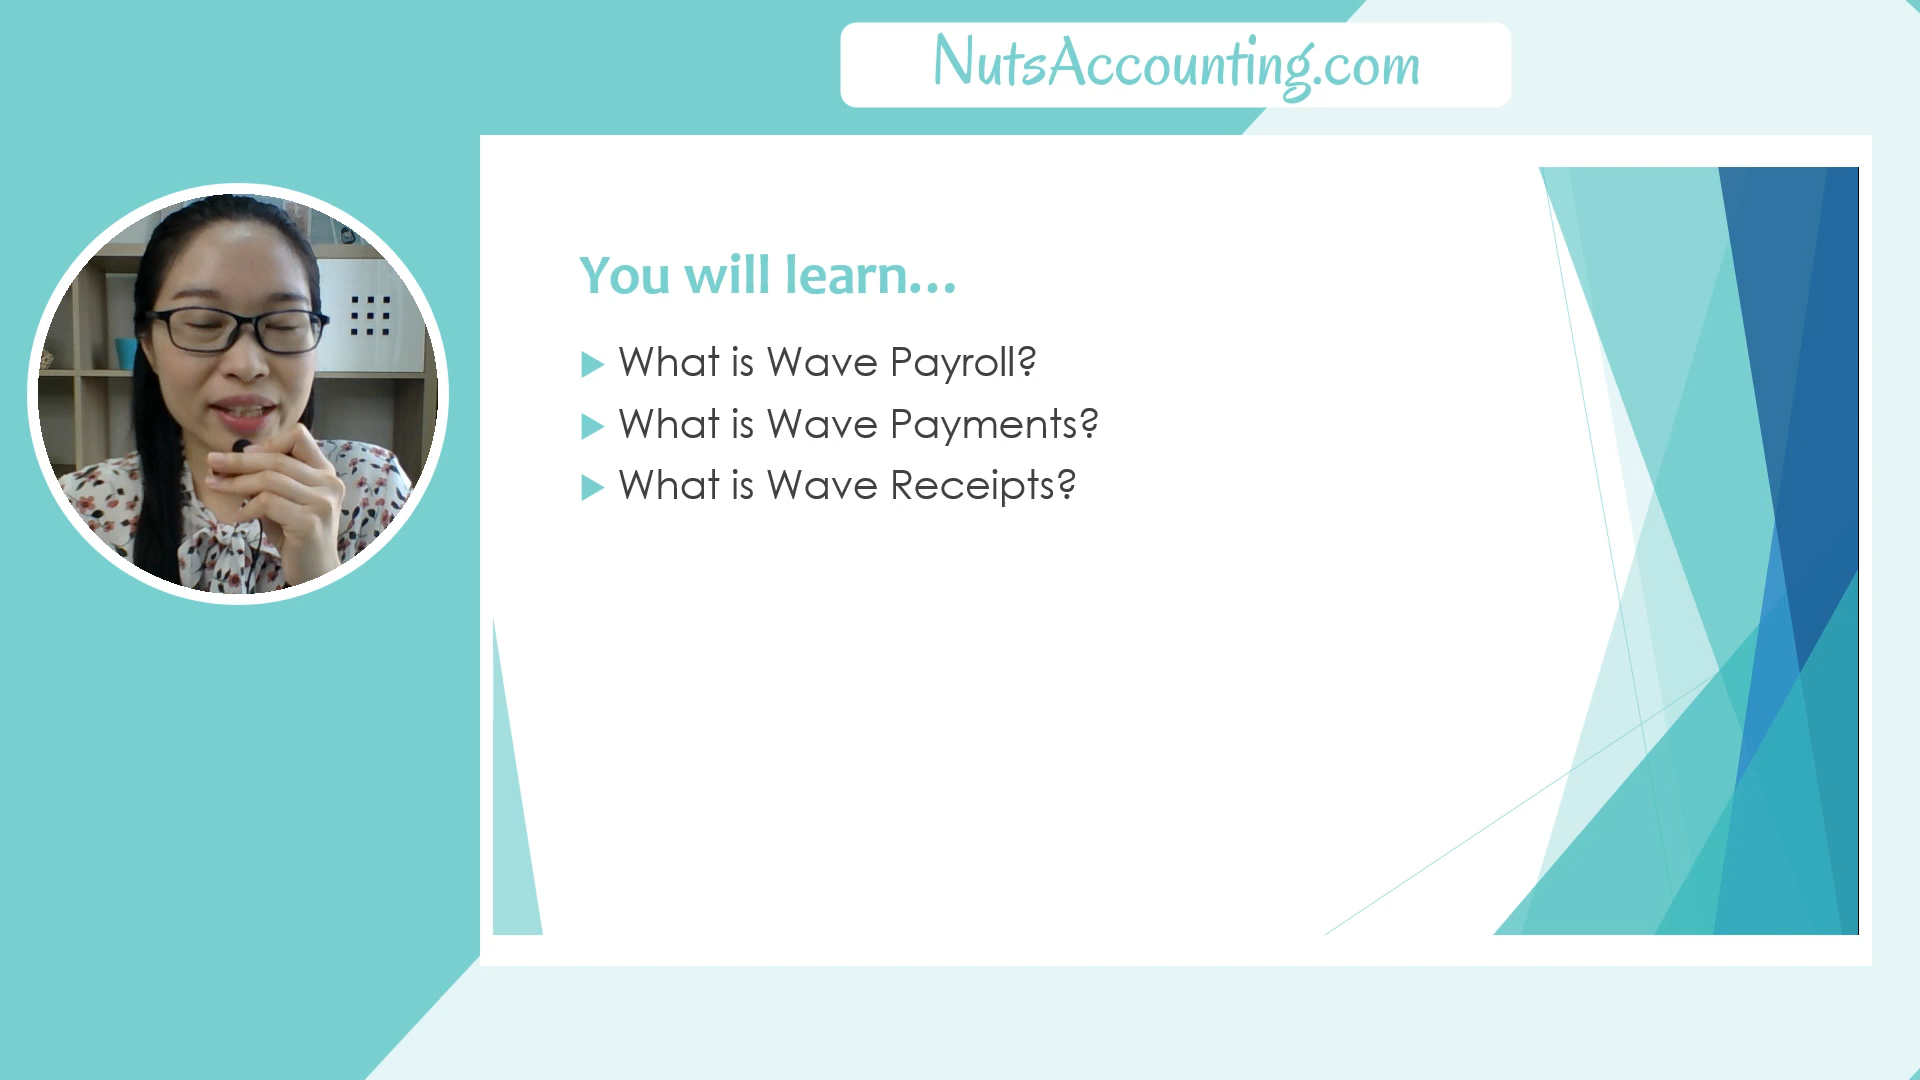 NutsAccounting.com
You will learn...
What is Wave Payroll?
What is Wave Payments?
What is Wave Receipts?